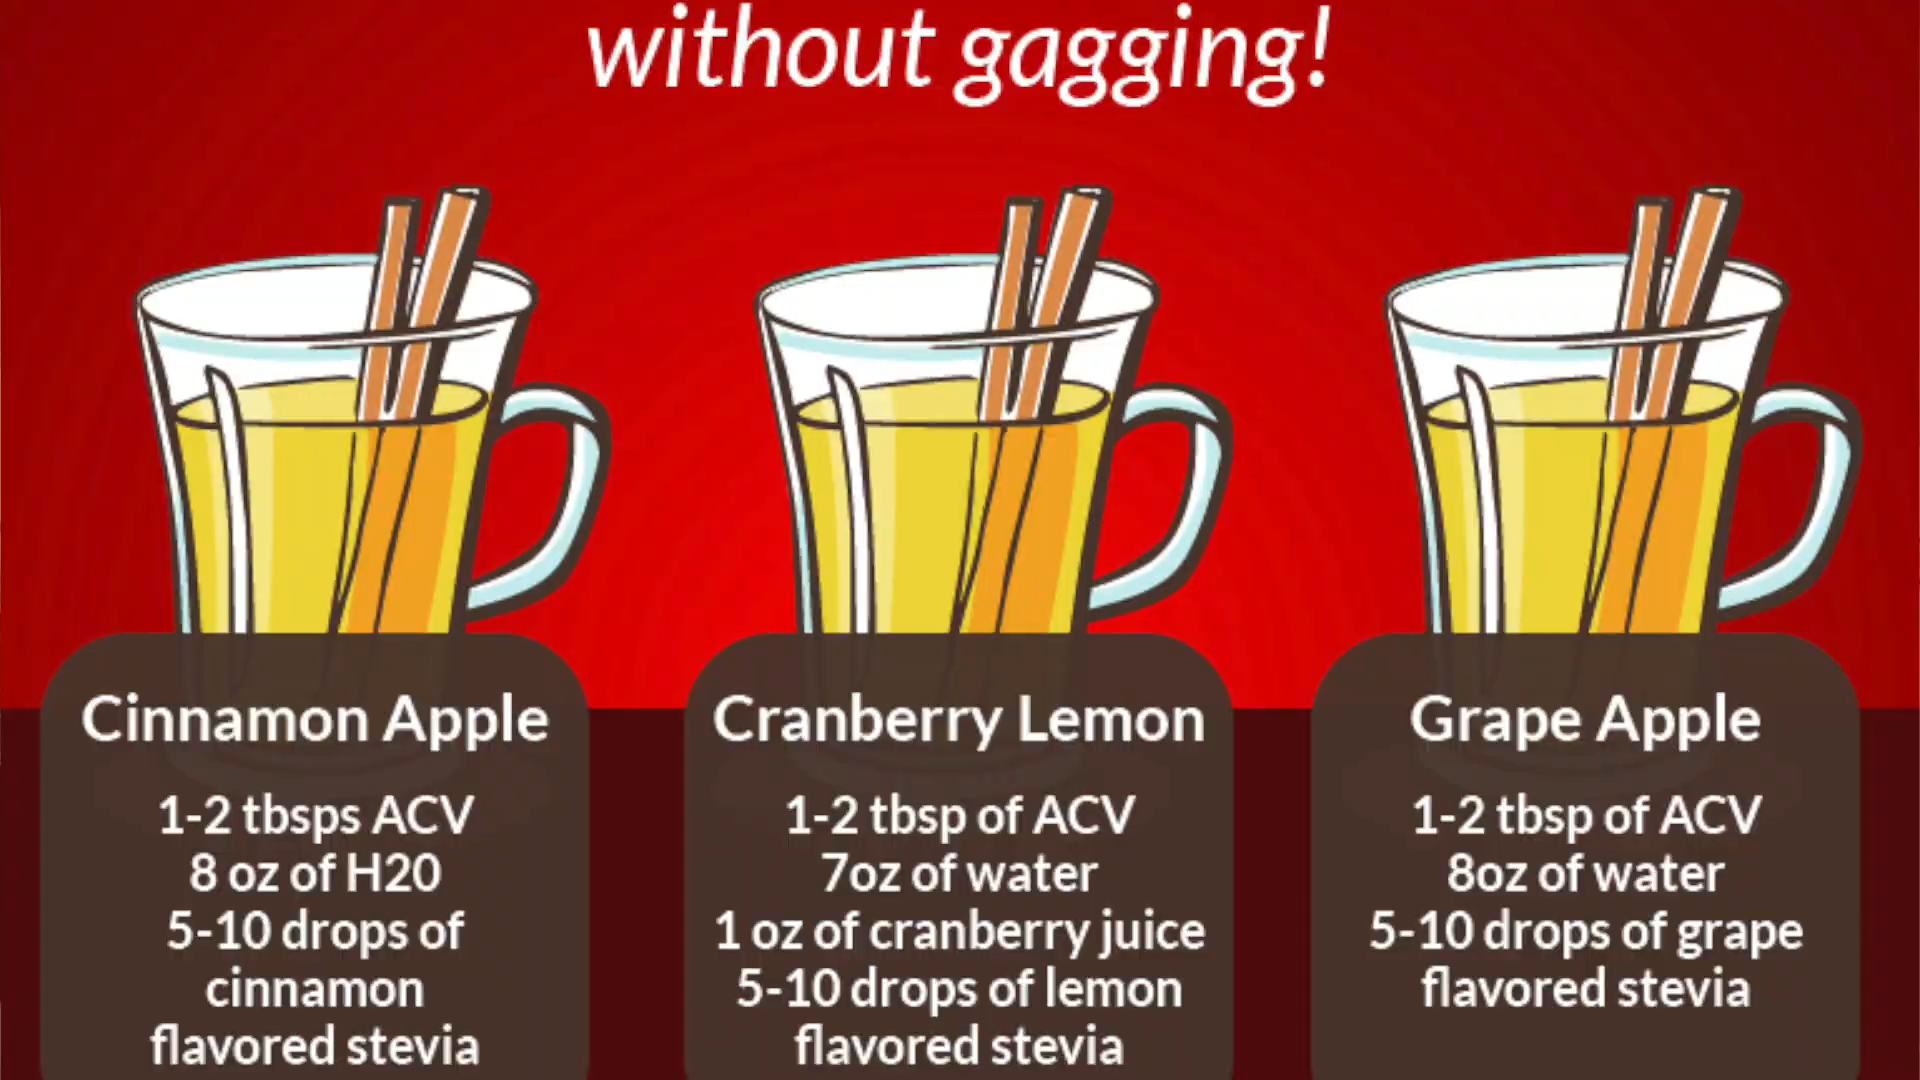 without gagging!
Cinnamon Apple
1-2 tbsps ACV
8 oz of H20
5-10 drops of
cinnamon
flavored stevia
Cranberry Lemon
1-2 tbsp of ACV
7oz of water
1 oz of cranberry juice
5-10 drops of lemon
flavored stevia
Grape Apple
1-2 tbsp of ACV
8oz of water
5-10 drops of grape
flavored stevia